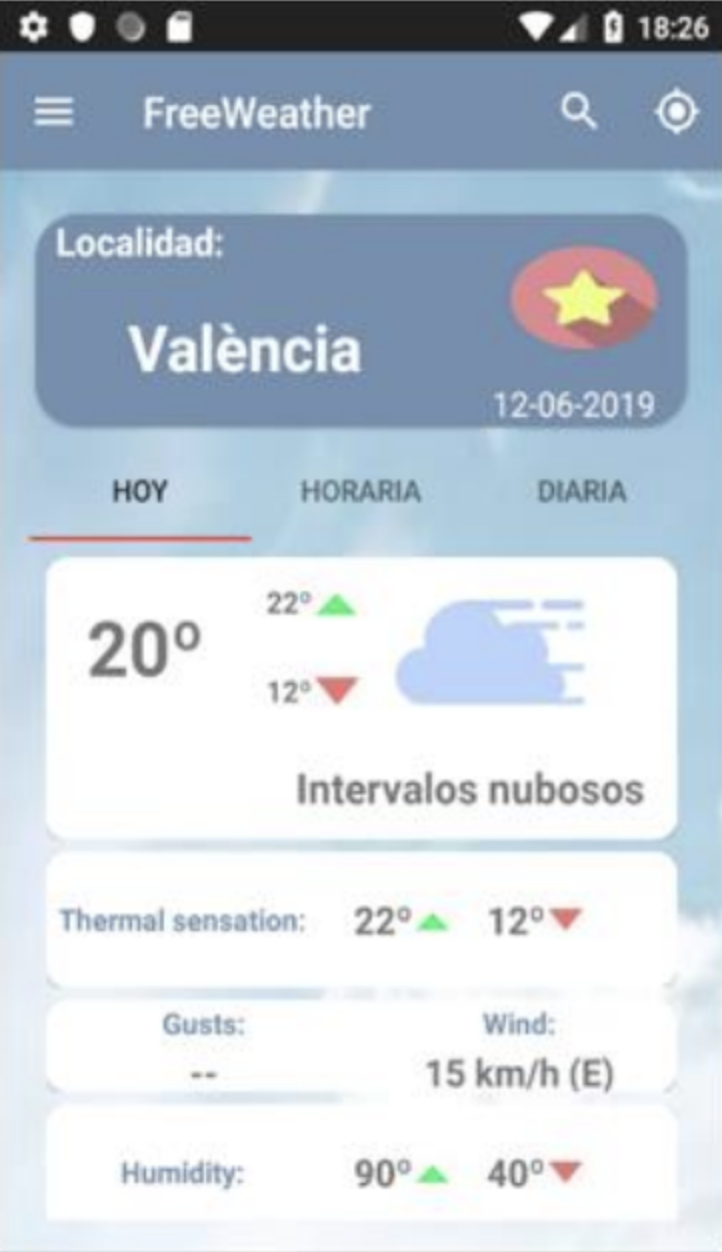 18:26
FreeWeather
Localidad:
València
12-06-2019
HOY HORARIA DIARIA
22º
20º
12º
Intervalos nubosos
Thermal sensation: 22º 12º
Gusts: Wind:
-- 15 km/h (E)
Humidity: 90º 40º